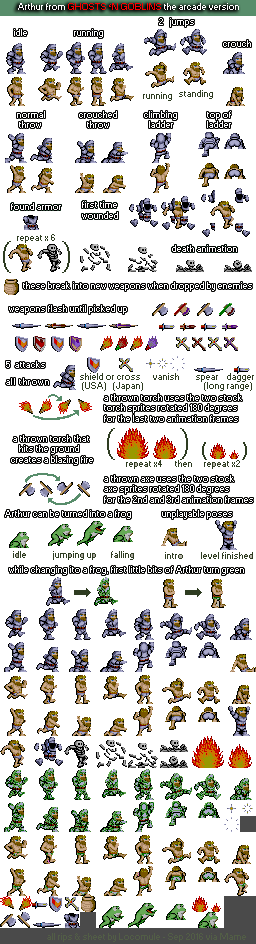 Arthur from GHOSTS 'N GOBLINS the arcade version
2 jumps
idle
running
crouch
running
standing
normal throw
crouched throw
climbing ladder
top of ladder
found armor
first time wounded
repeat x 6
death animation
these break into new weapons when dropped by enemies
weapons flash until picked up
5 attacks
all thrown
shield or cross
(USA) (Japan)
vanish
spear
dagger
(long range)
a thrown torch uses the two stock
torch sprites rotated 180 degrees
for the last two animation frames
a thrown torch that
hits the ground
creates a blazing fire
repeat x4
then
repeat x2
a thrown axe uses the two stock
axe sprites rotated 180 degrees
for the 2nd and 3rd animation frames
Arthur can be turned into a frog
unplayable poses
idle
jumping up
falling
intro
level finished
while changing ito a frog, first little bits of Arthur turn green